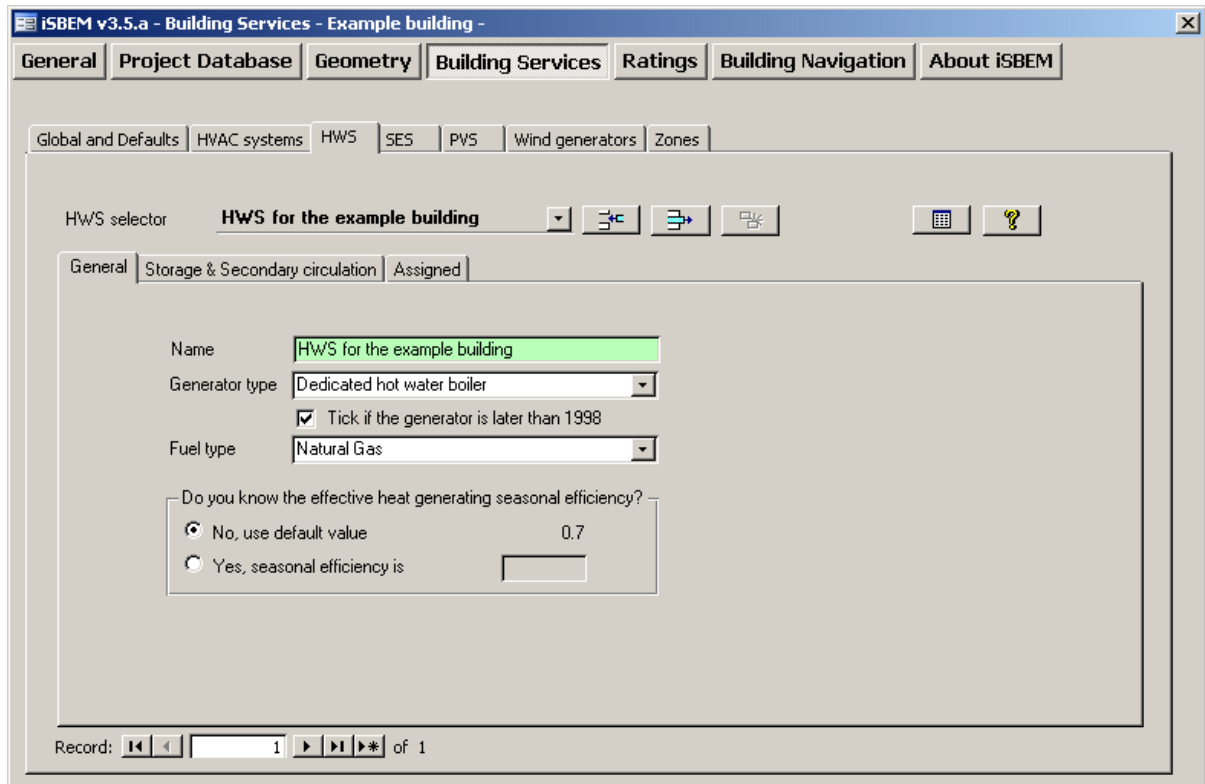 iSBEM v3.5.a - Building Services - Example building -
General Project Database Geometry Building Services Ratings Building Navigation About iSBEM
Global and Defaults HVAC systems HWS SES PVS Wind generators Zones
HWS selector HWS for the example building
General Storage & Secondary circulation Assigned
Name HWS for the example building
Generator type Dedicated hot water boiler
Tick if the generator is later than 1998
Fuel type Natural Gas
Do you know the effective heat generating seasonal efficiency?
No, use default value 0.7
Yes, seasonal efficiency is
Record: 1 of 1